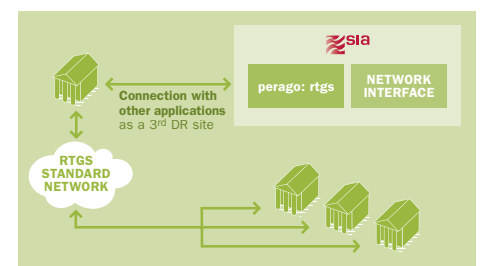 sia
perago: rtgs
NETWORK
INTERFACE
Connection with
other applications
as a 3rd DR site
RTGS
STANDARD
NETWORK